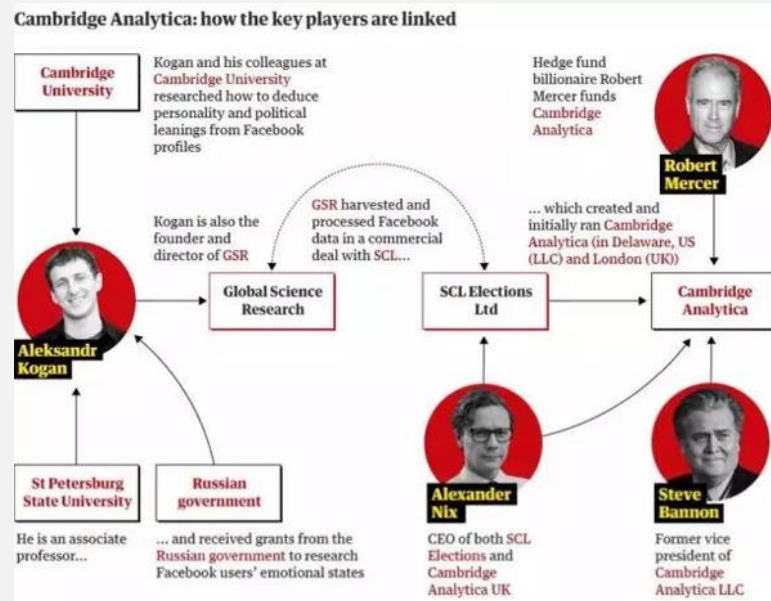 Cambridge Analytica: how the key players are linked
Cambridge
University
Kogan and his colleagues at
Cambridge University
researched how to deduce
personality and political
leanings from Facebook
profiles
Hedge fund
billionaire Robert
Mercer funds
Cambridge
Analytica
Robert
Mercer
Kogan is also the
founder and
director of GSR
GSR harvested and
processed Facebook
data in a commercial
deal with SCL...
... which created and
initially ran Cambridge
Analytica (in Delaware, US
(LLC) and London (UK))
Aleksandr
Kogan
Global Science
Research
SCL Elections
Ltd
Cambridge
Analytica
St Petersburg
State University
He is an associate
professor...
Russian
government
... and received grants from the
Russian government to research
Facebook users' emotional states
Alexander
Nix
CEO of both SCL
Elections and
Cambridge
Analytica UK
Steve
Bannon
Former vice
president of
Cambridge
Analytica LLC